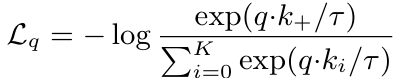 $\mathcal{L}_q = -\log \frac{\exp(q \cdot k_+ / \tau)}{\sum_{i=0}^{K} \exp(q \cdot k_i / \tau)}$